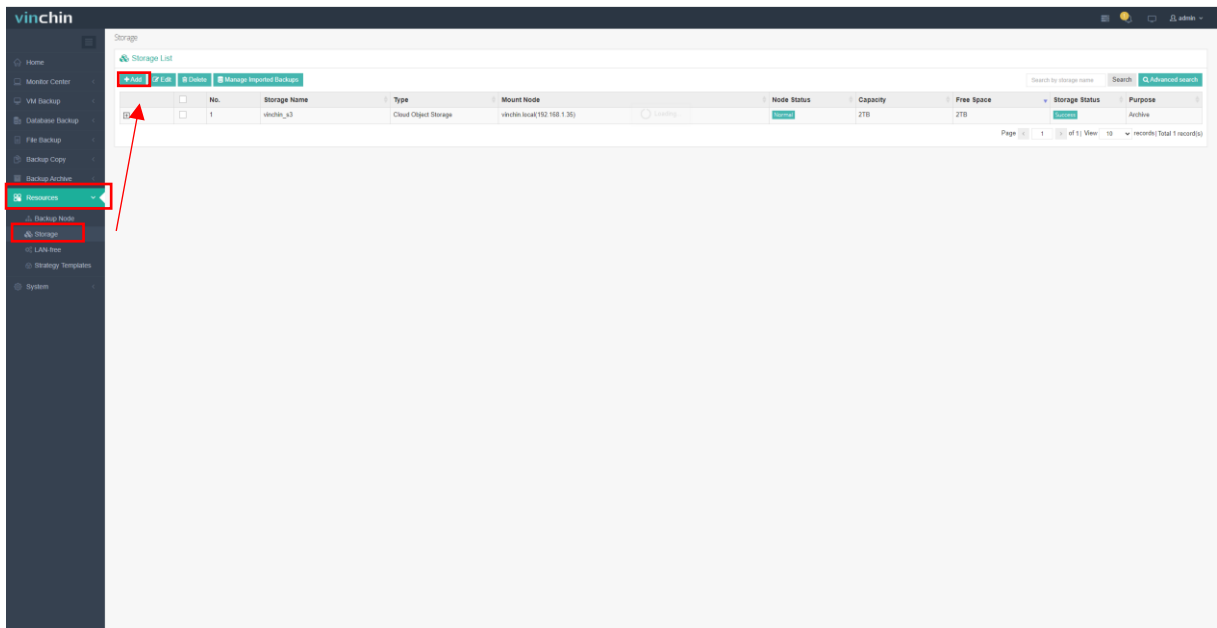 vinchin
admin
Storage
Home
Monitor Center
VM Backup
Database Backup
File Backup
Backup Copy
Backup Archive
Resources
Backup Node
Storage
LAN-free
Strategy Templates
System
Storage List
Add Edit Delete Manage Imported Backups
Search by storage name Search Advanced search
No. Storage Name Type Mount Node Node Status Capacity Free Space Storage Status Purpose
1 vinchin_s3 Cloud Object Storage vinchin.local(192.168.1.36) Loading... Normal 2TB 2TB Success Archive
Page 1 of 1 | View 10 records | Total 1 record(s)